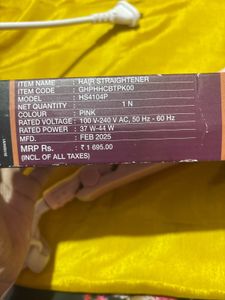 ITEM NAME : HAIR STRAIGHTENER
ITEM CODE : GHPHHCBTPK00
MODEL : HS4104P
NET QUANTITY : 1 N
COLOUR : PINK
RATED VOLTAGE : 100 V-240 V AC, 50 Hz - 60 Hz
RATED POWER : 37 W-44 W
MFD. : FEB 2025
MRP Rs. : ₹ 1 695.00
(INCL. OF ALL TAXES)